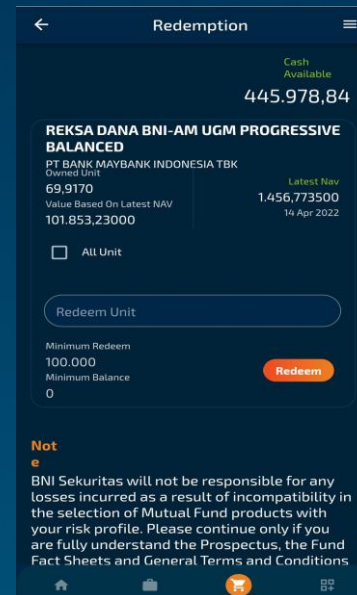 Redemption
Cash
Available
445.978,84
REKSA DANA BNI-AM UGM PROGRESSIVE
BALANCED
PT BANK MAYBANK INDONESIA TBK
Owned Unit
69,9170
Value Based On Latest NAV
101.853,23000
Latest Nav
1.456,773500
14 Apr 2022
All Unit
Redeem Unit
Minimum Redeem
100.000
Minimum Balance
0
Redeem
Not
e
BNI Sekuritas will not be responsible for any
losses incurred as a result of incompatibility in
the selection of Mutual Fund products with
your risk profile. Please continue only if you
are fully understand the Prospectus, the Fund
Fact Sheets and General Terms and Conditions